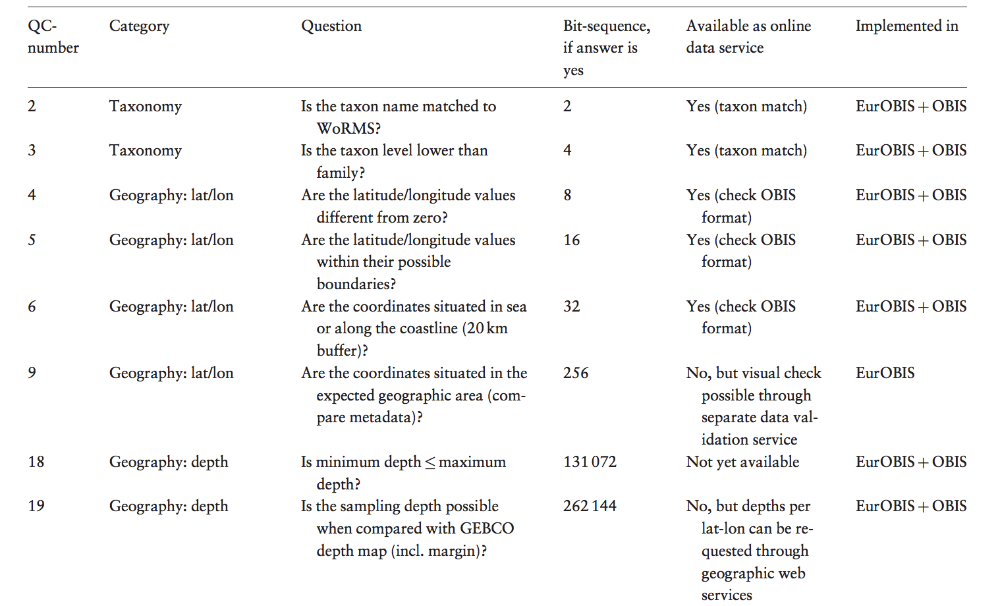 QC-number Category Question Bit-sequence, if answer is yes Available as online data service Implemented in
2 Taxonomy Is the taxon name matched to WoRMS? 2 Yes (taxon match) EurOBIS + OBIS
3 Taxonomy Is the taxon level lower than family? 4 Yes (taxon match) EurOBIS + OBIS
4 Geography: lat/lon Are the latitude/longitude values different from zero? 8 Yes (check OBIS format) EurOBIS + OBIS
5 Geography: lat/lon Are the latitude/longitude values within their possible boundaries? 16 Yes (check OBIS format) EurOBIS + OBIS
6 Geography: lat/lon Are the coordinates situated in sea or along the coastline (20 km buffer)? 32 Yes (check OBIS format) EurOBIS + OBIS
9 Geography: lat/lon Are the coordinates situated in the expected geographic area (com-pare metadata)? 256 No, but visual check possible through separate data val-idation service EurOBIS
18 Geography: depth Is minimum depth ≤ maximum depth? 131 072 Not yet available EurOBIS + OBIS
19 Geography: depth Is the sampling depth possible when compared with GEBCO depth map (incl. margin)? 262 144 No, but depths per lat-lon can be re-quested through geographic web services EurOBIS + OBIS